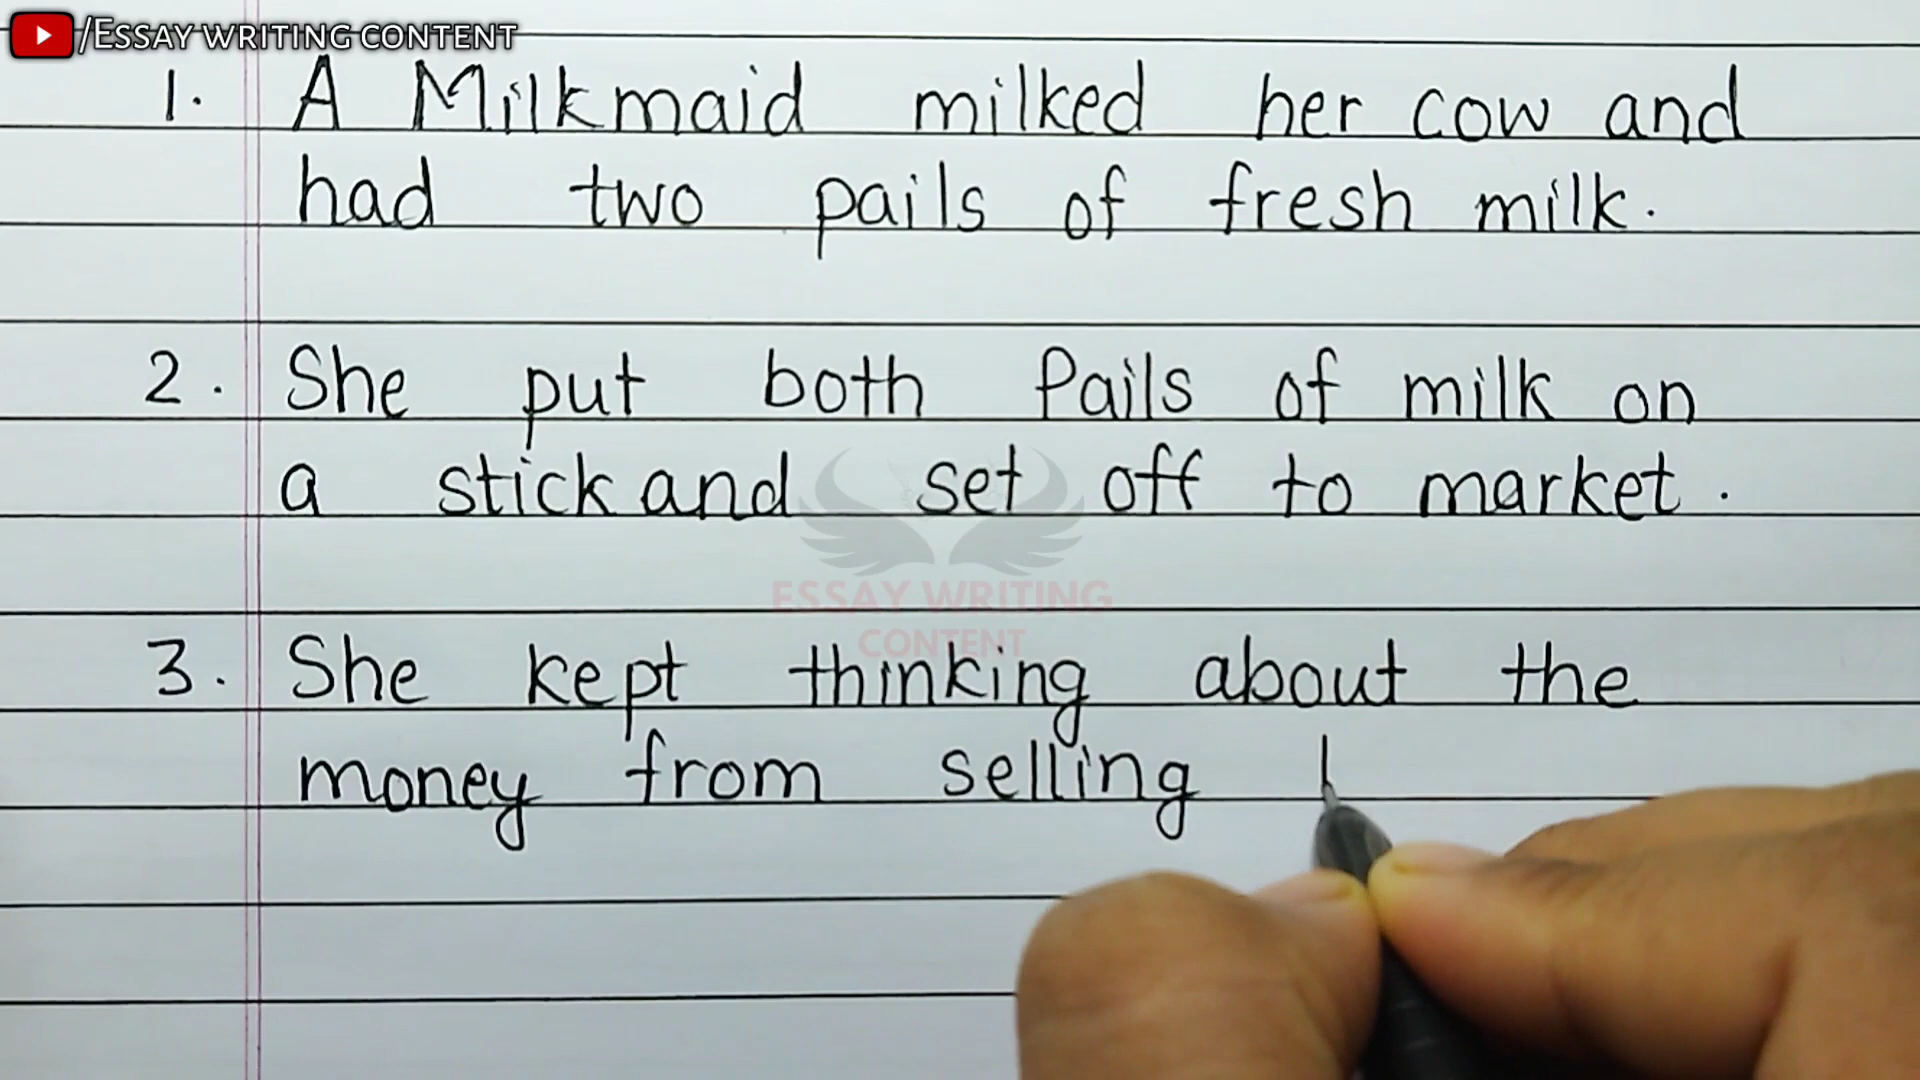 /ESSAY WRITING CONTENT
1. A Milkmaid milked her cow and
had two pails of fresh milk.
2. She put both Pails of milk on
a stick and set off to market.
ESSAY WRITING
CONTENT
3. She kept thinking about the
money from selling